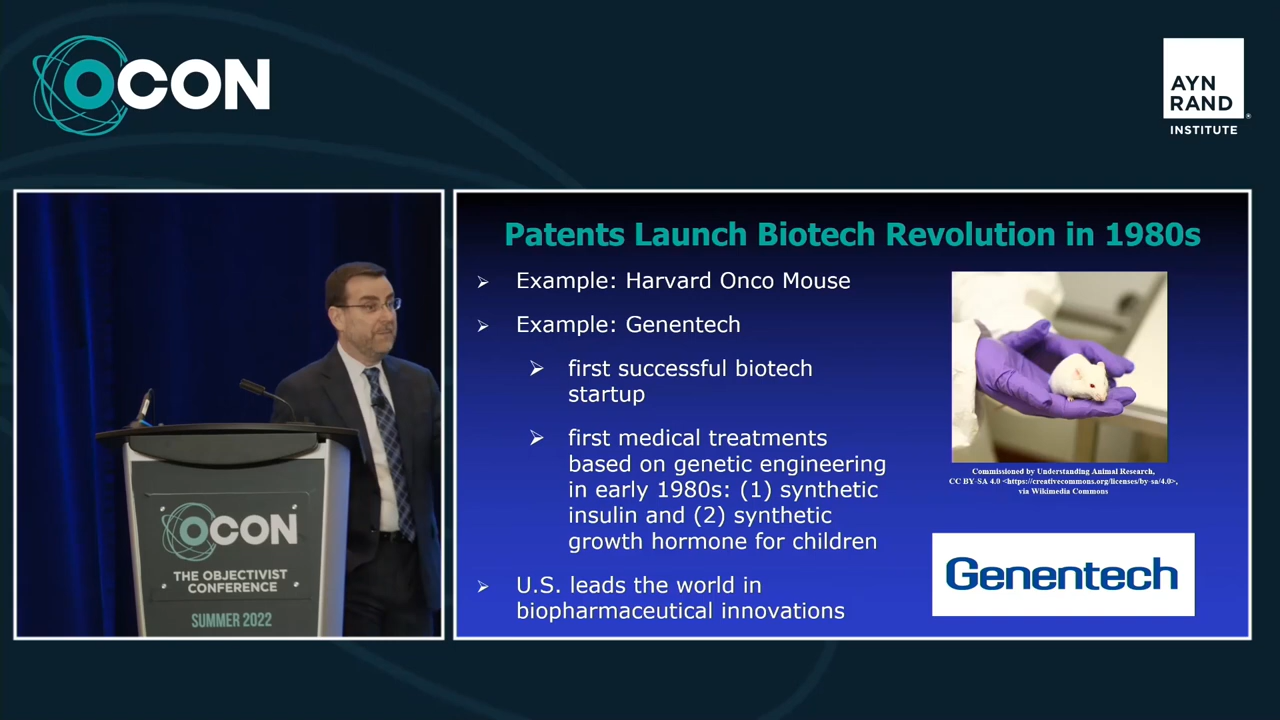 OCON
AYN
RAND
INSTITUTE
Patents Launch Biotech Revolution in 1980s
Example: Harvard Onco Mouse
Example: Genentech
first successful biotech
startup
first medical treatments
based on genetic engineering
in early 1980s: (1) synthetic
insulin and (2) synthetic
growth hormone for children
U.S. leads the world in
biopharmaceutical innovations
Commissioned by Understanding Animal Research,
CC BY-SA 4.0 <https://creativecommons.org/licenses/by-sa/4.0>,
via Wikimedia Commons
Genentech
OCON
THE OBJECTIVIST
CONFERENCE
SUMMER 2022